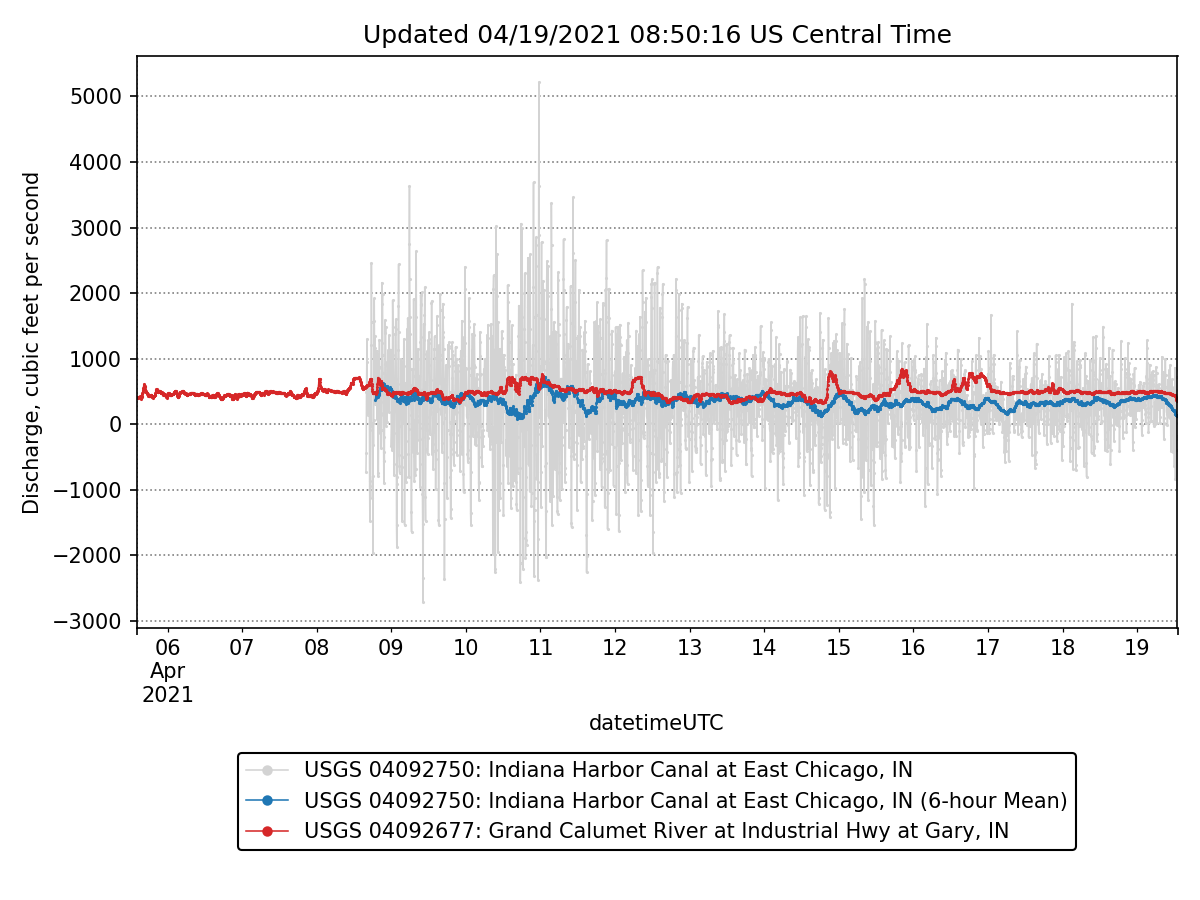 Updated 04/19/2021 08:50:16 US Central Time
Discharge, cubic feet per second
5000
4000
3000
2000
1000
0
−1000
−2000
−3000
06 07 08 09 10 11 12 13 14 15 16 17 18 19
Apr
2021
datetimeUTC
USGS 04092750: Indiana Harbor Canal at East Chicago, IN
USGS 04092750: Indiana Harbor Canal at East Chicago, IN (6-hour Mean)
USGS 04092677: Grand Calumet River at Industrial Hwy at Gary, IN